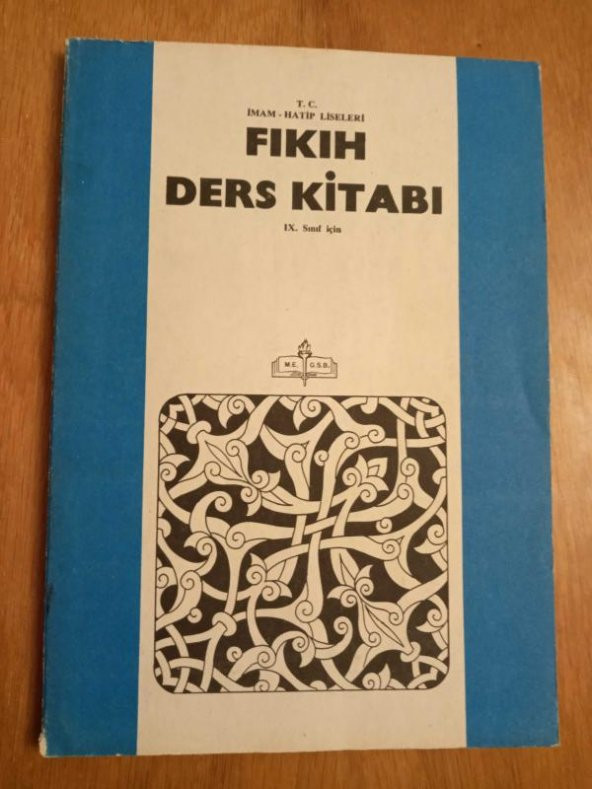 T. C.
İMAM - HATİP LİSELERİ
FIKIH
DERS KİTABI
IX. Sınıf için
M.E. G.S.B.